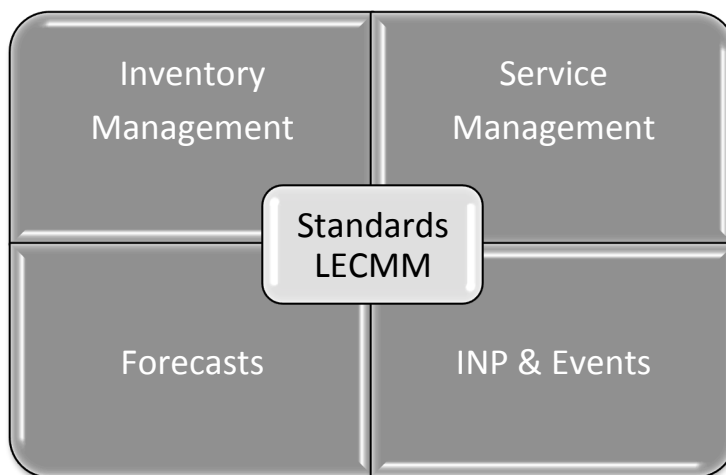 Inventory
Management
Service
Management
Standards
LECMM
Forecasts
INP & Events